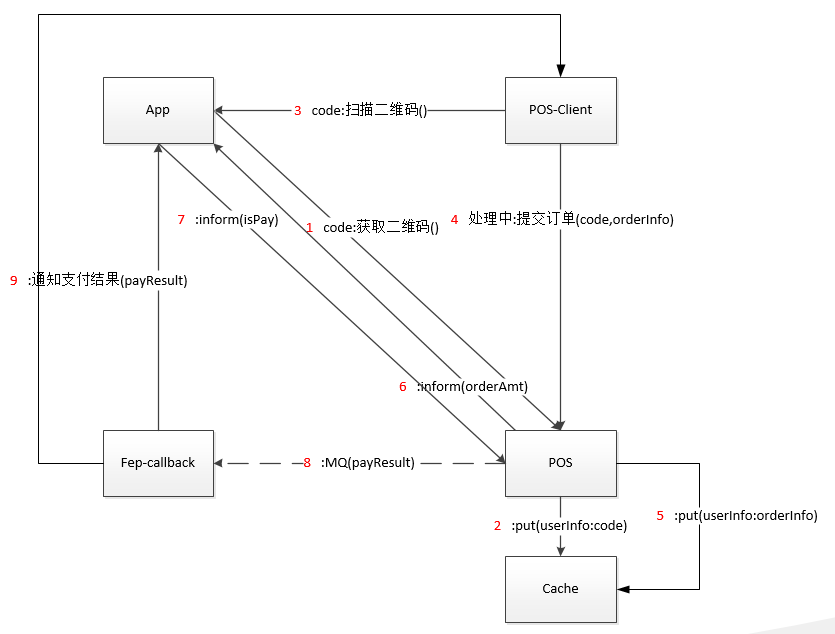 App
POS-Client
3 code:扫描二维码()
7 :inform(isPay)
1 code:获取二维码()
4 处理中:提交订单(code,orderInfo)
9 :通知支付结果(payResult)
6 :inform(orderAmt)
Fep-callback
8 :MQ(payResult)
POS
2 :put(userInfo:code)
5 :put(userInfo:orderInfo)
Cache